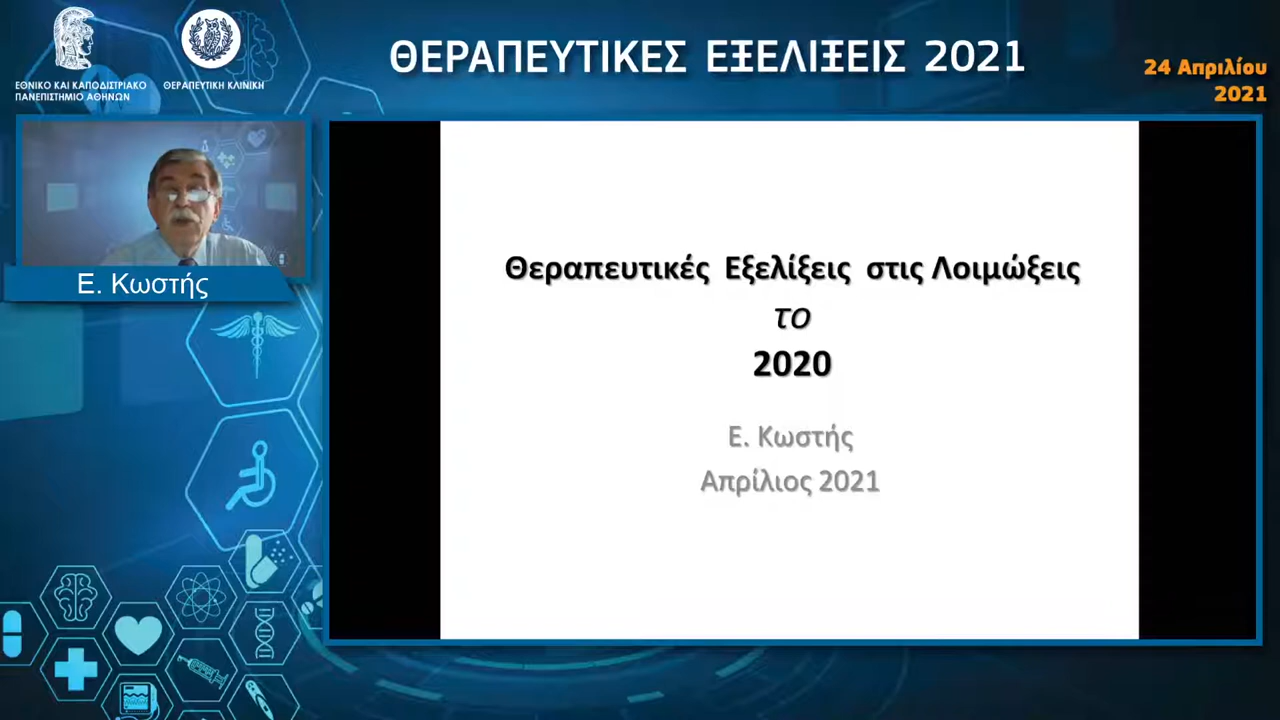 ΕΘΝΙΚΟ ΚΑΙ ΚΑΠΟΔΙΣΤΡΙΑΚΟ
ΠΑΝΕΠΙΣΤΗΜΙΟ ΑΘΗΝΩΝ
ΘΕΡΑΠΕΥΤΙΚΗ ΚΛΙΝΙΚΗ
ΘΕΡΑΠΕΥΤΙΚΕΣ ΕΞΕΛΙΞΕΙΣ 2021
24 Απριλίου
2021
Ε. Κωστής
Θεραπευτικές Εξελίξεις στις Λοιμώξεις
το
2020
Ε. Κωστής
Απρίλιος 2021